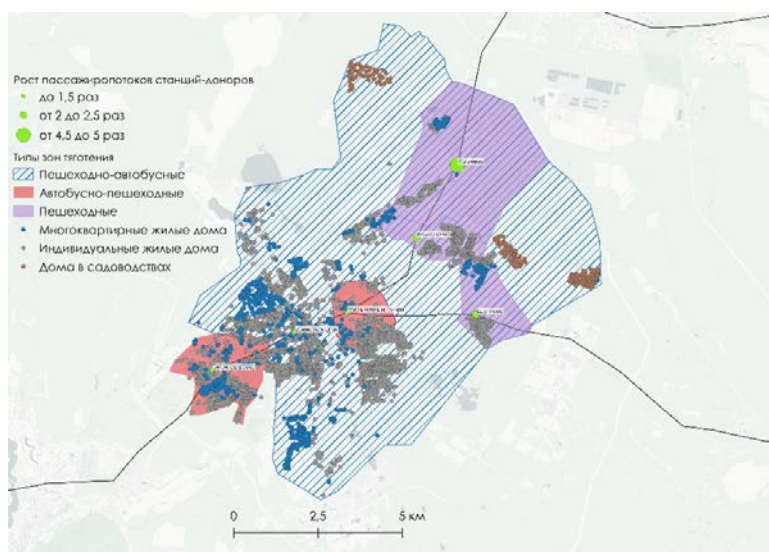 Рост пассажиропотоков станций-доноров
до 1,5 раз
от 2 до 2,5 раз
от 4,5 до 5 раз
Типы зон тяготения
Пешеходно-автобусные
Автобусно-пешеходные
Пешеходные
Многоквартирные жилые дома
Индивидуальные жилые дома
Дома в садоводствах
0 2,5 5 км